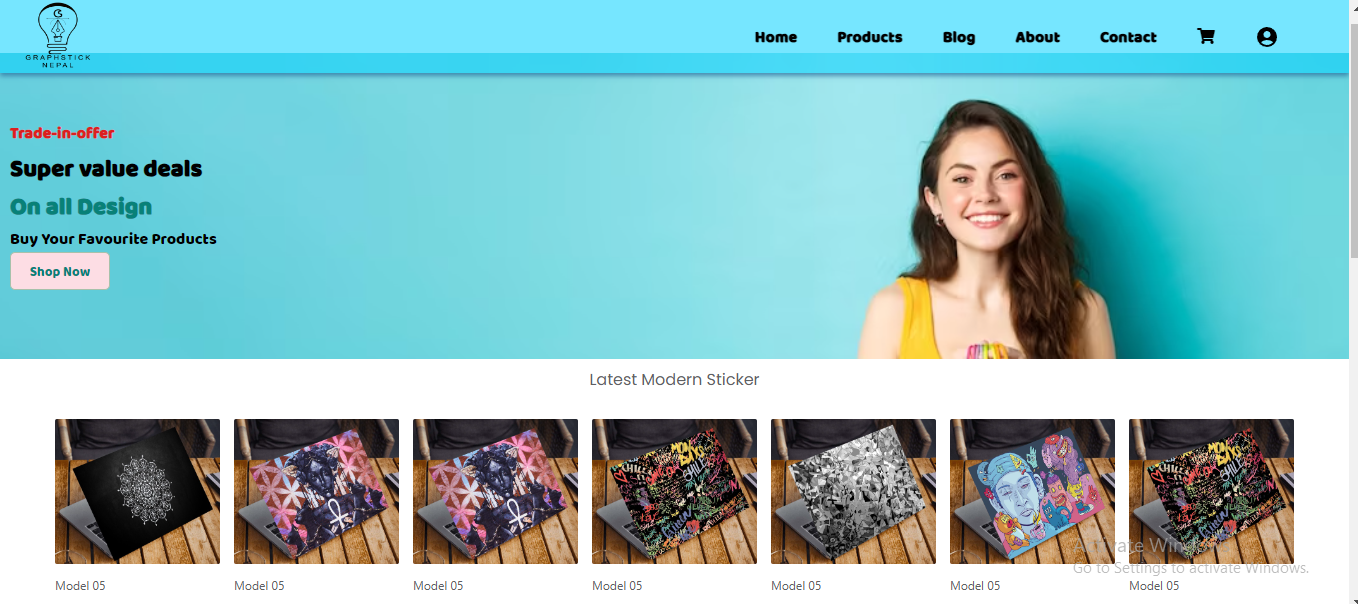 GRAPHSTICK
NEPAL
Home Products Blog About Contact
Trade-in-offer
Super value deals
On all Design
Buy Your Favourite Products
Shop Now
Latest Modern Sticker
CHILL
CHILL
Activate Windows
Go to Settings to activate Windows.
Model 05 Model 05 Model 05 Model 05 Model 05 Model 05 Model 05